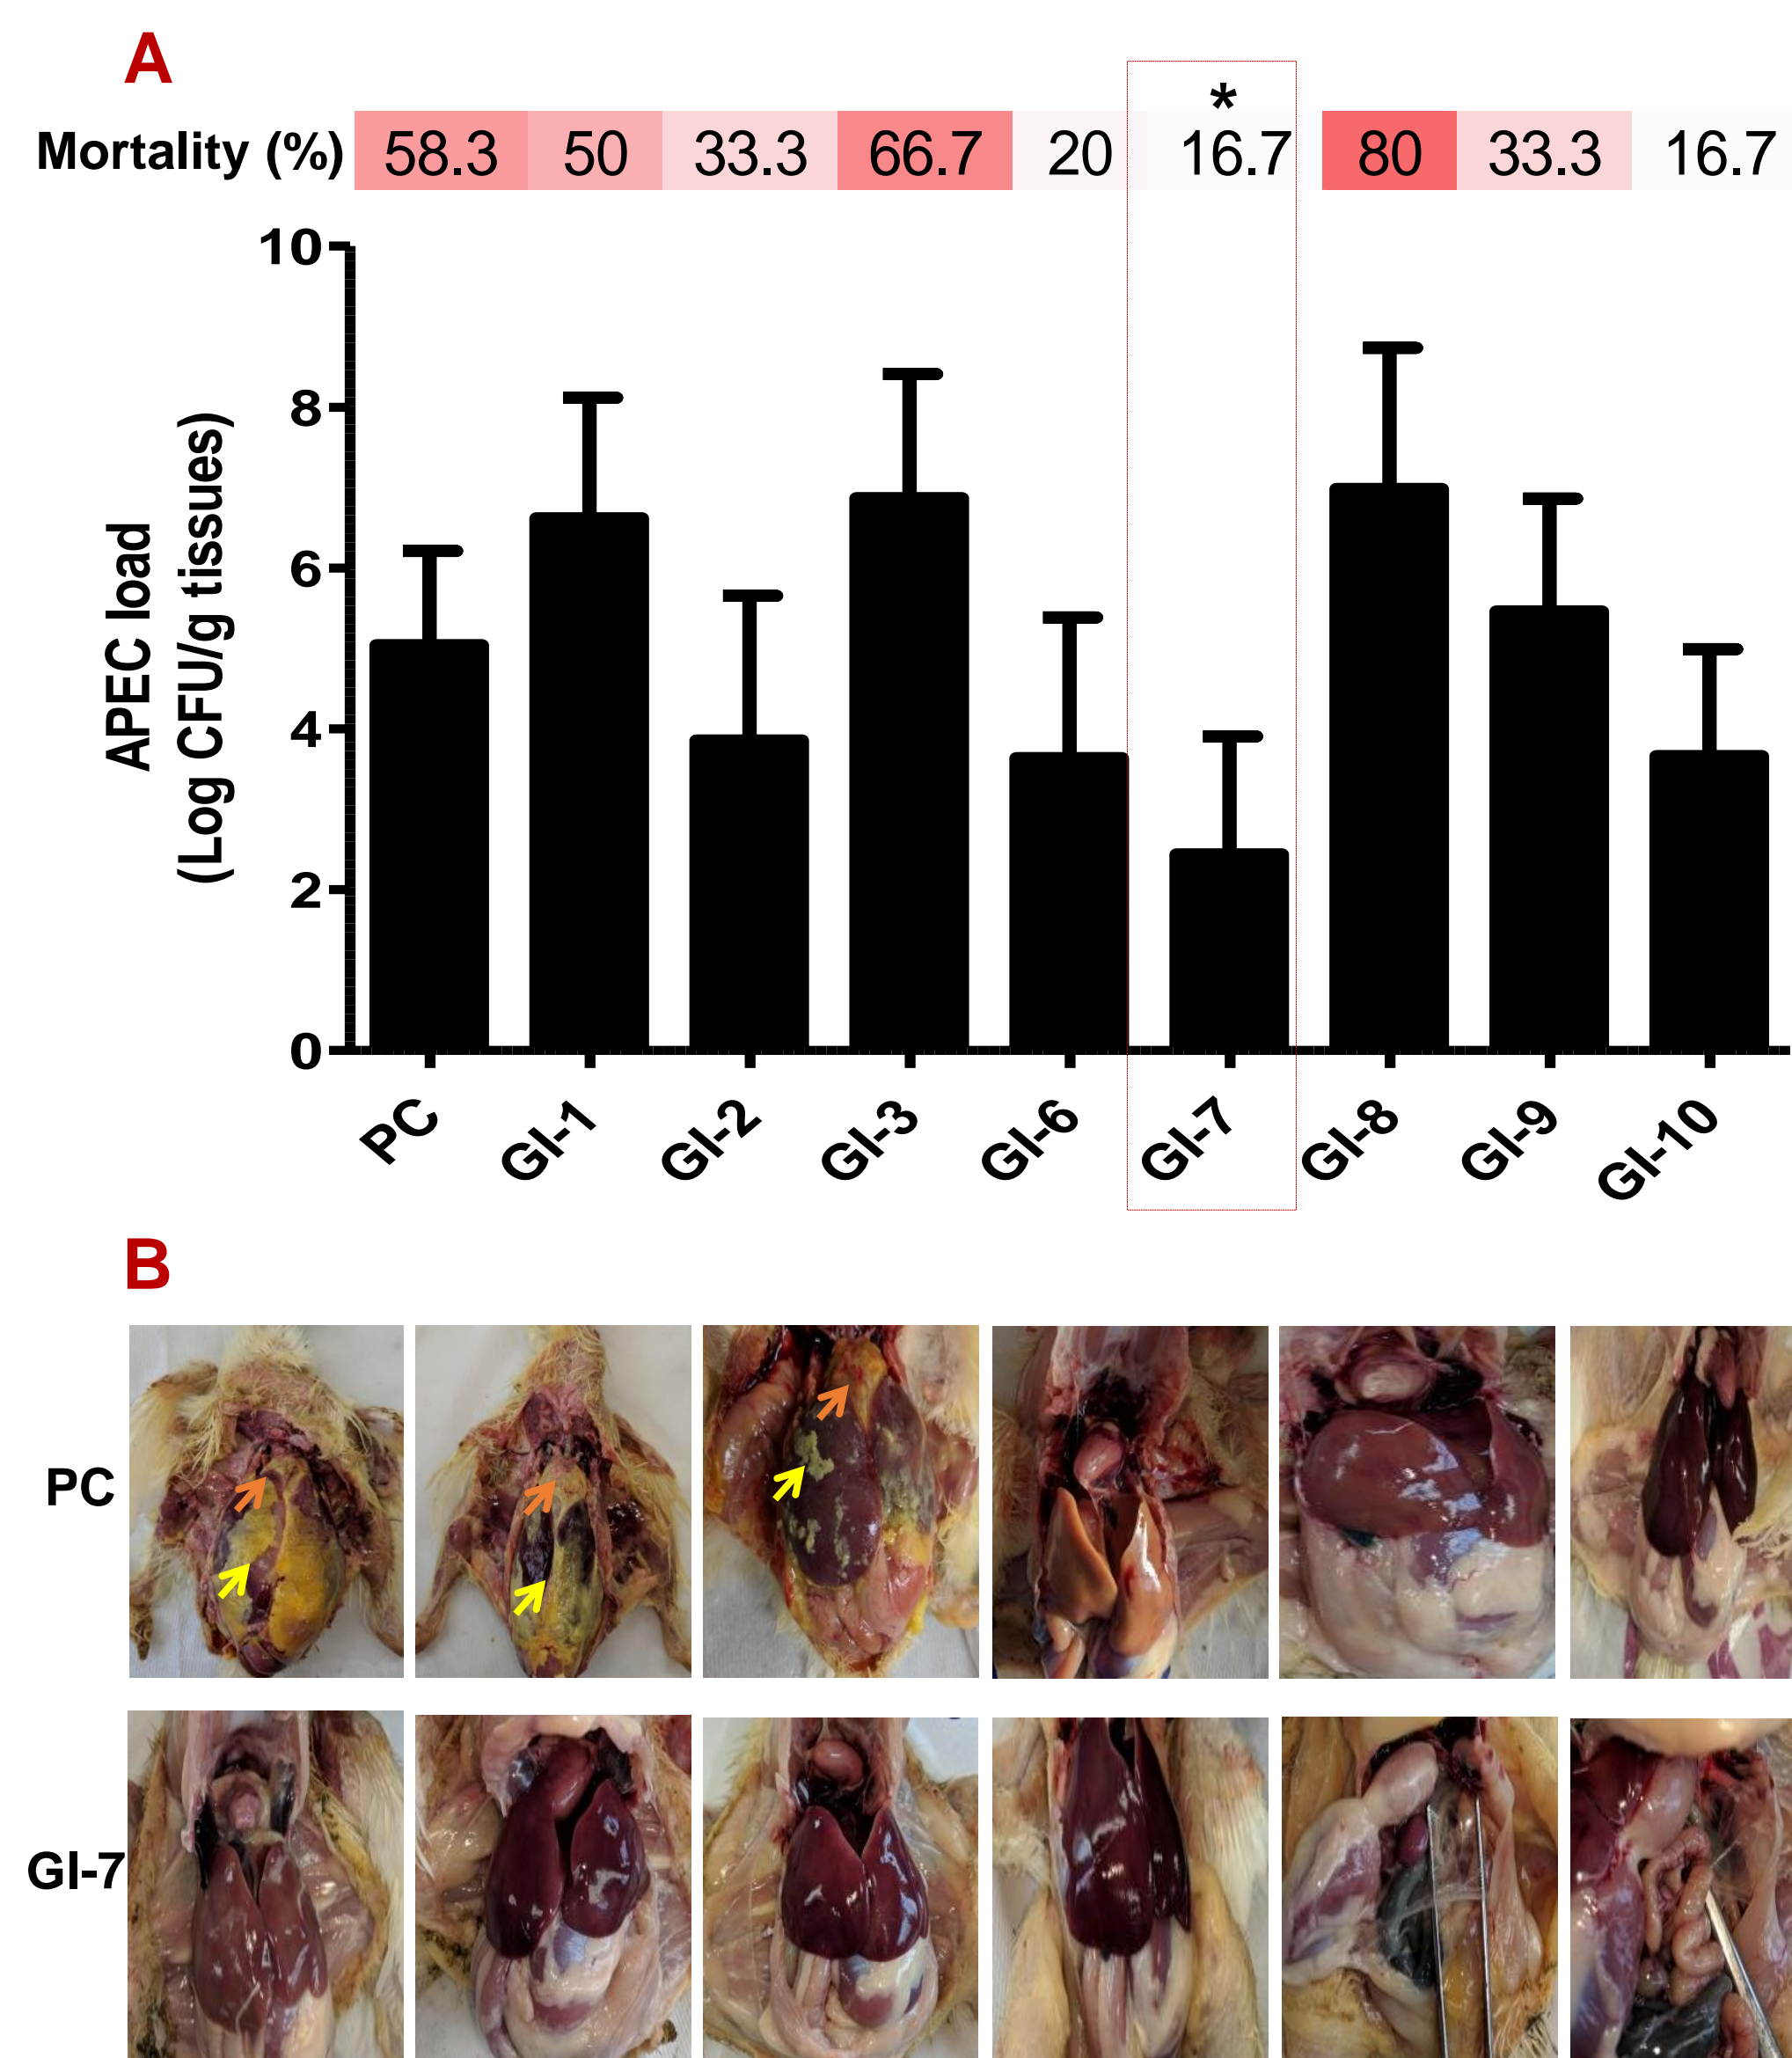 A
*
Mortality (%) 58.3 50 33.3 66.7 20 16.7 80 33.3 16.7
10
8
6
4
2
0
APEC load
(Log CFU/g tissues)
PC GI-1 GI-2 GI-3 GI-6 GI-7 GI-8 GI-9 GI-10
B
PC
GI-7